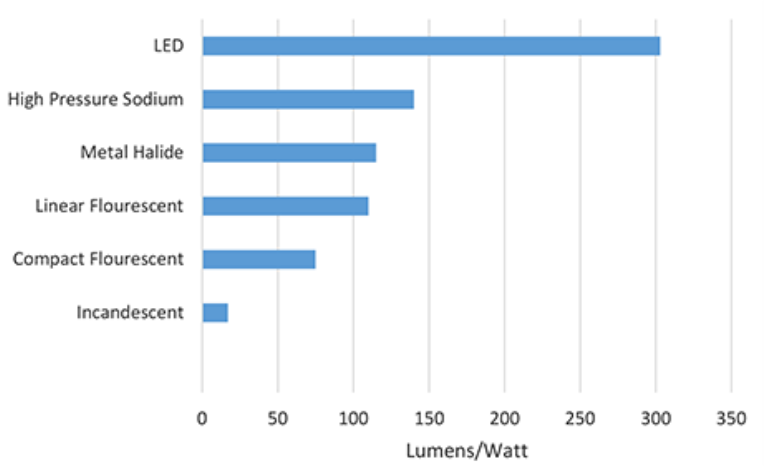 LED
High Pressure Sodium
Metal Halide
Linear Flourescent
Compact Flourescent
Incandescent
0 50 100 150 200 250 300 350
Lumens/Watt